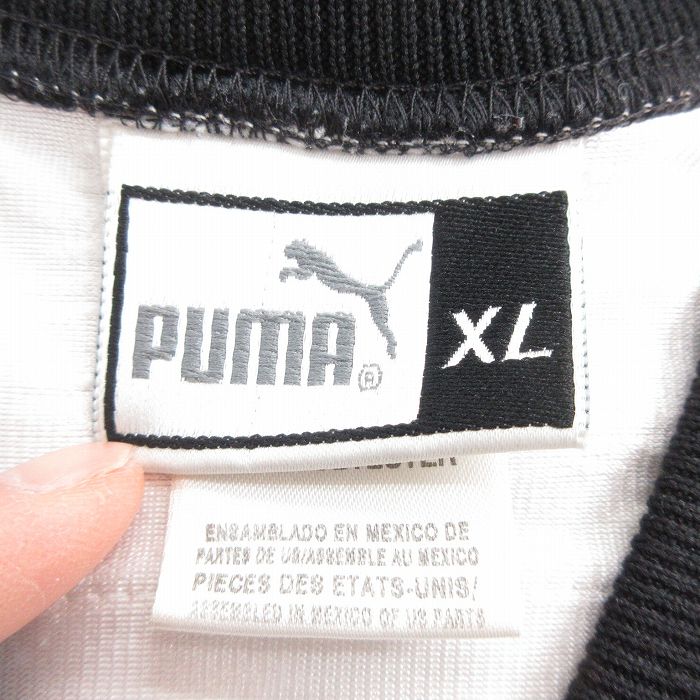 PUMA®
XL
ENSAMBLADO EN MEXICO DE
PARTES DE US/ASSEMBLE AU MEXICO
PIECES DES ETATS-UNIS/
ASSEMBLED IN MEXICO OF US PARTS